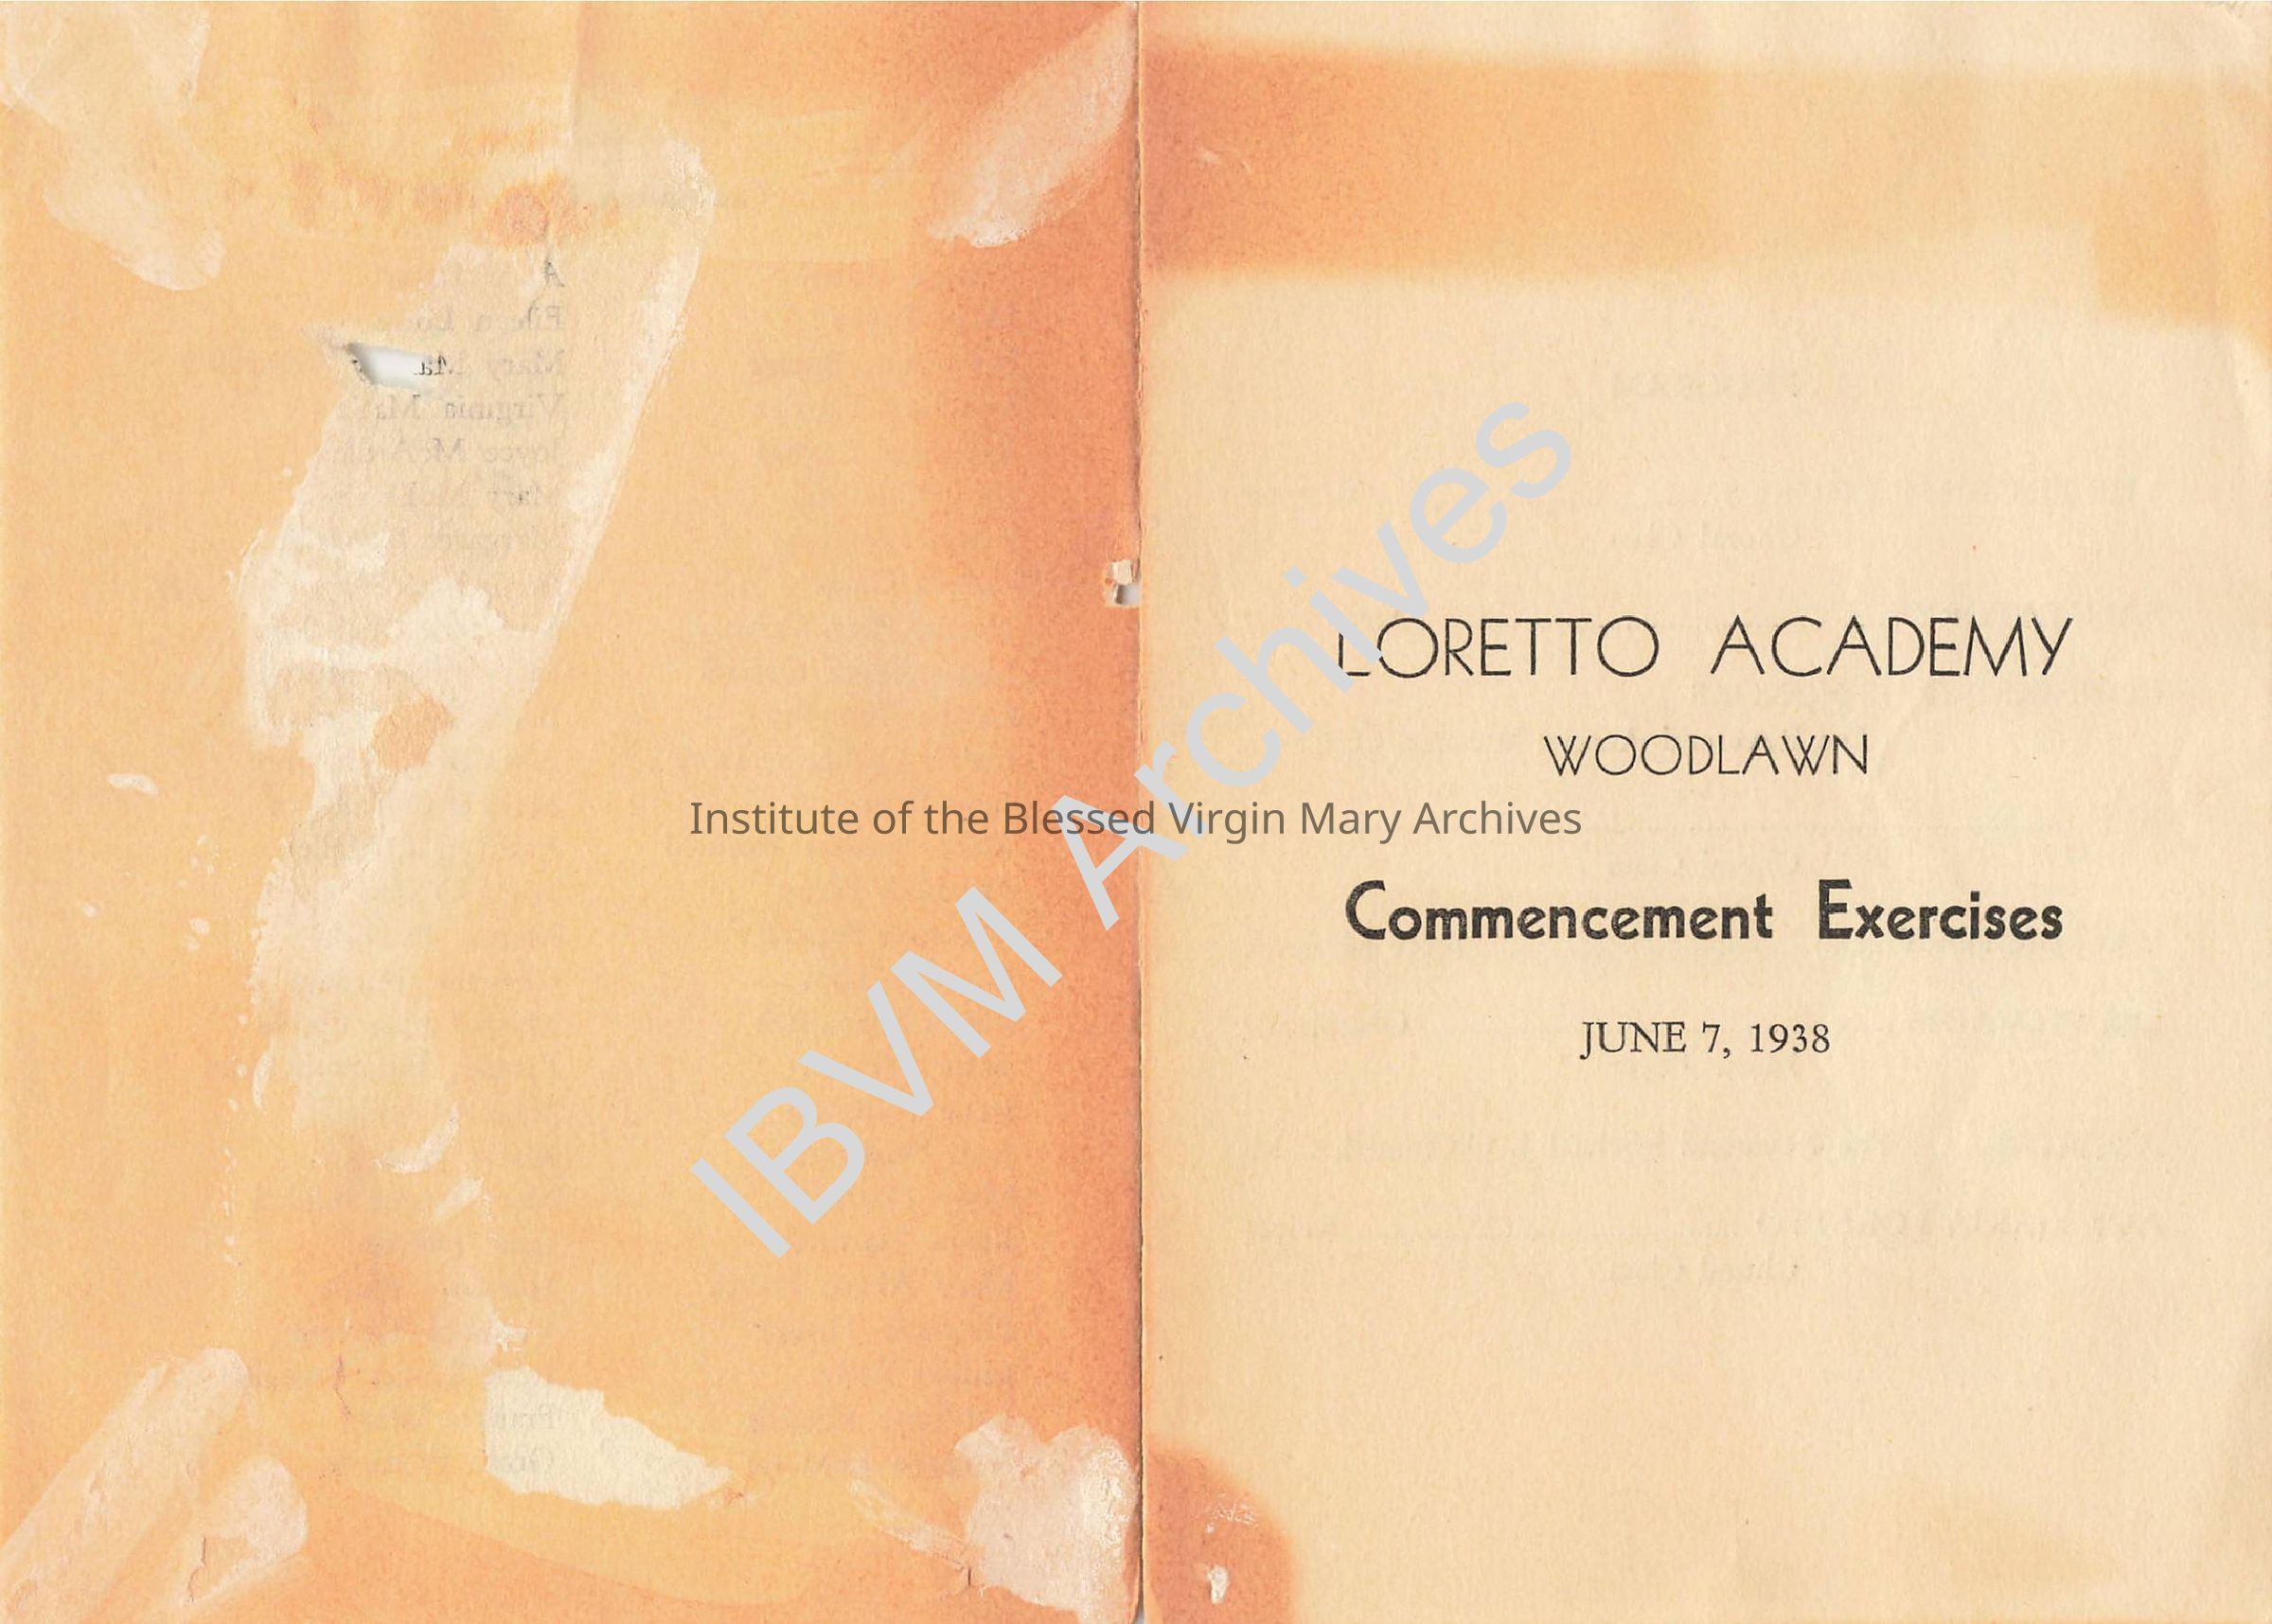 LORETTO ACADEMY
WOODLAWN
Institute of the Blessed Virgin Mary Archives
IBVM Archives
Commencement Exercises
JUNE 7, 1938